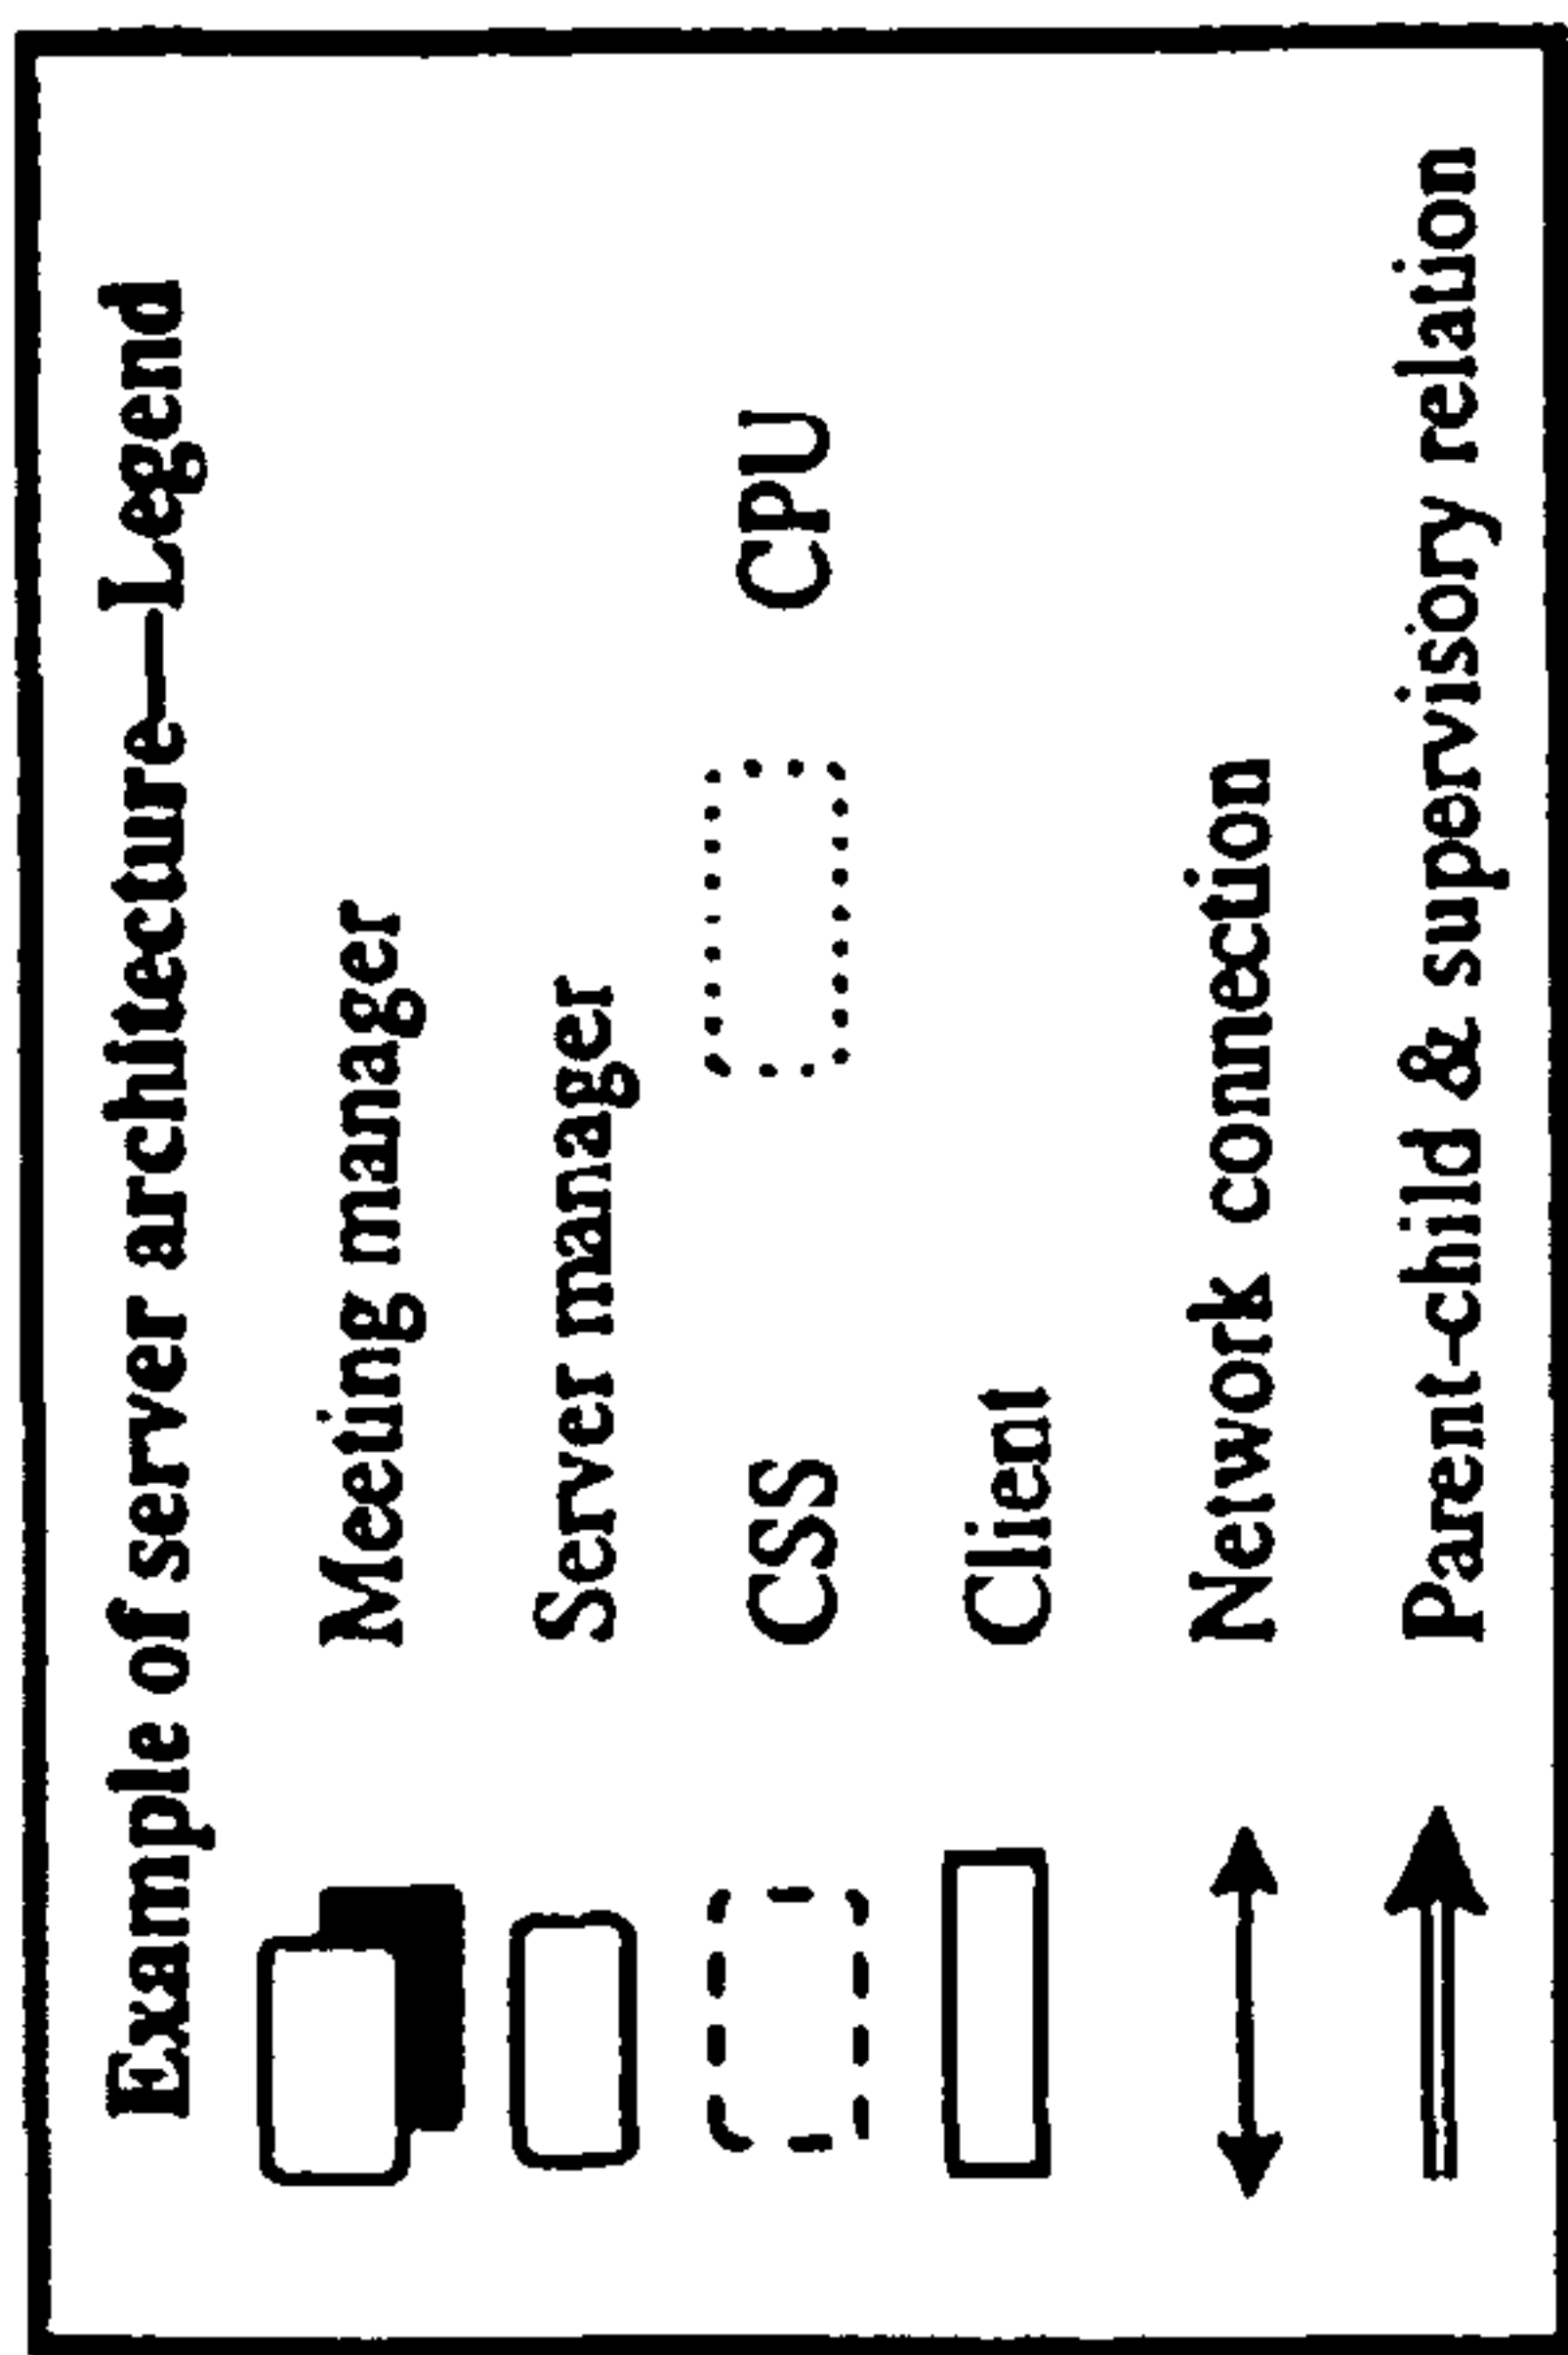 Example of server architecture—Legend
Meeting manager
Server manager
CSS CPU
Client
Network connection
Parent-child & supervisory relation